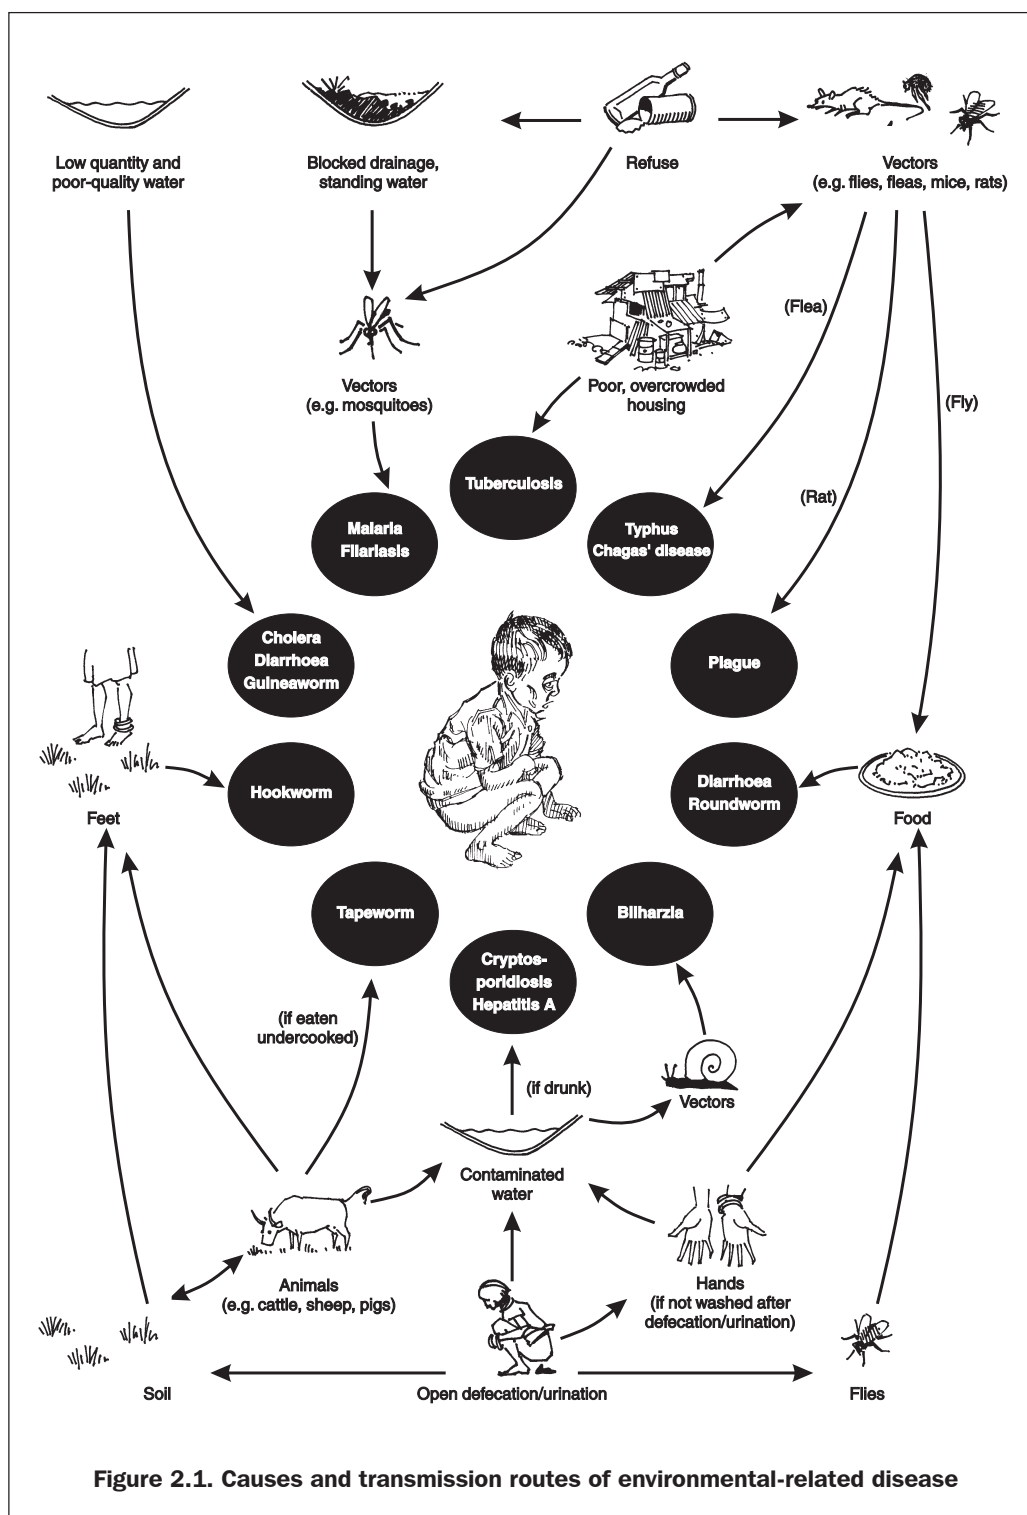 Low quantity and
poor-quality water
Blocked drainage,
standing water
Refuse
Vectors
(e.g. flies, fleas, mice, rats)
(Flea)
(Fly)
(Rat)
Vectors
(e.g. mosquitoes)
Poor, overcrowded
housing
Tuberculosis
Malaria
Filariasis
Typhus
Chagas' disease
Cholera
Diarrhoea
Guineaworm
Plague
Hookworm
Diarrhoea
Roundworm
Feet
Food
Tapeworm
Bilharzia
Cryptos-
poridiosis
Hepatitis A
(if eaten
undercooked)
(if drunk)
Vectors
Contaminated
water
Animals
(e.g. cattle, sheep, pigs)
Hands
(if not washed after
defecation/urination)
Soil
Open defecation/urination
Flies
Figure 2.1. Causes and transmission routes of environmental-related disease